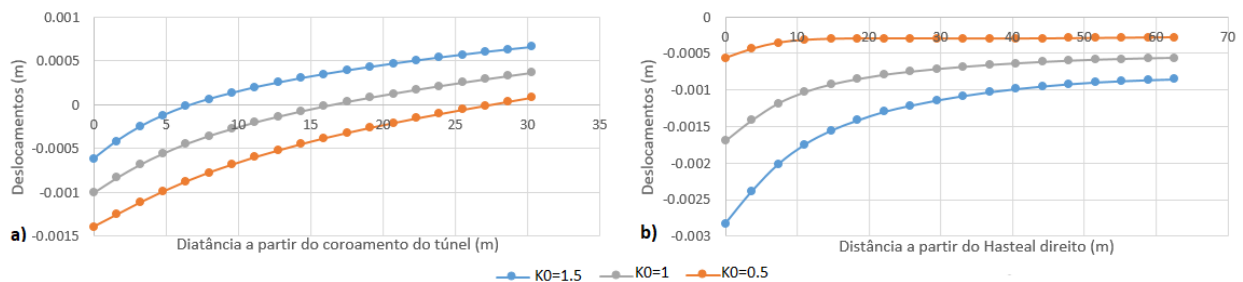 0.001
0.0005
0
-0.0005
-0.001
-0.0015
0 5 10 15 20 25 30 35
Deslocamentos (m)
Diatância a partir do coroamento do túnel (m)
a)
0
-0.0005
-0.001
-0.0015
-0.002
-0.0025
-0.003
0 10 20 30 40 50 60 70
Deslocamentos (m)
Distância a partir do Hasteal direito (m)
b)
K0=1.5 K0=1 K0=0.5